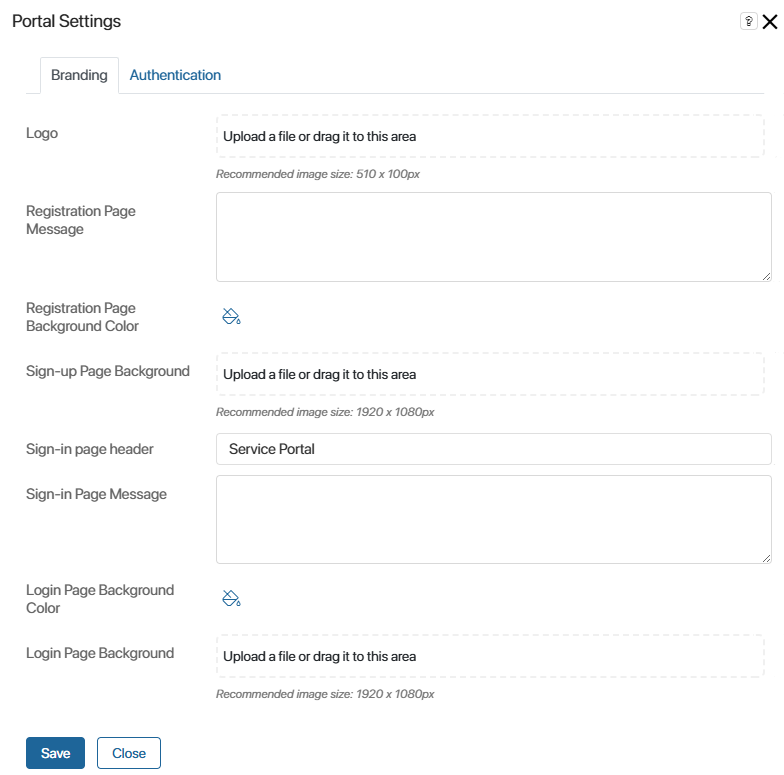 Portal Settings
?
Branding
Authentication
Logo
Upload a file or drag it to this area
Recommended image size: 510 x 100px
Registration Page
Message
Registration Page
Background Color
Sign-up Page Background
Upload a file or drag it to this area
Recommended image size: 1920 x 1080px
Sign-in page header
Service Portal
Sign-in Page Message
Login Page Background
Color
Login Page Background
Upload a file or drag it to this area
Recommended image size: 1920 x 1080px
Save
Close